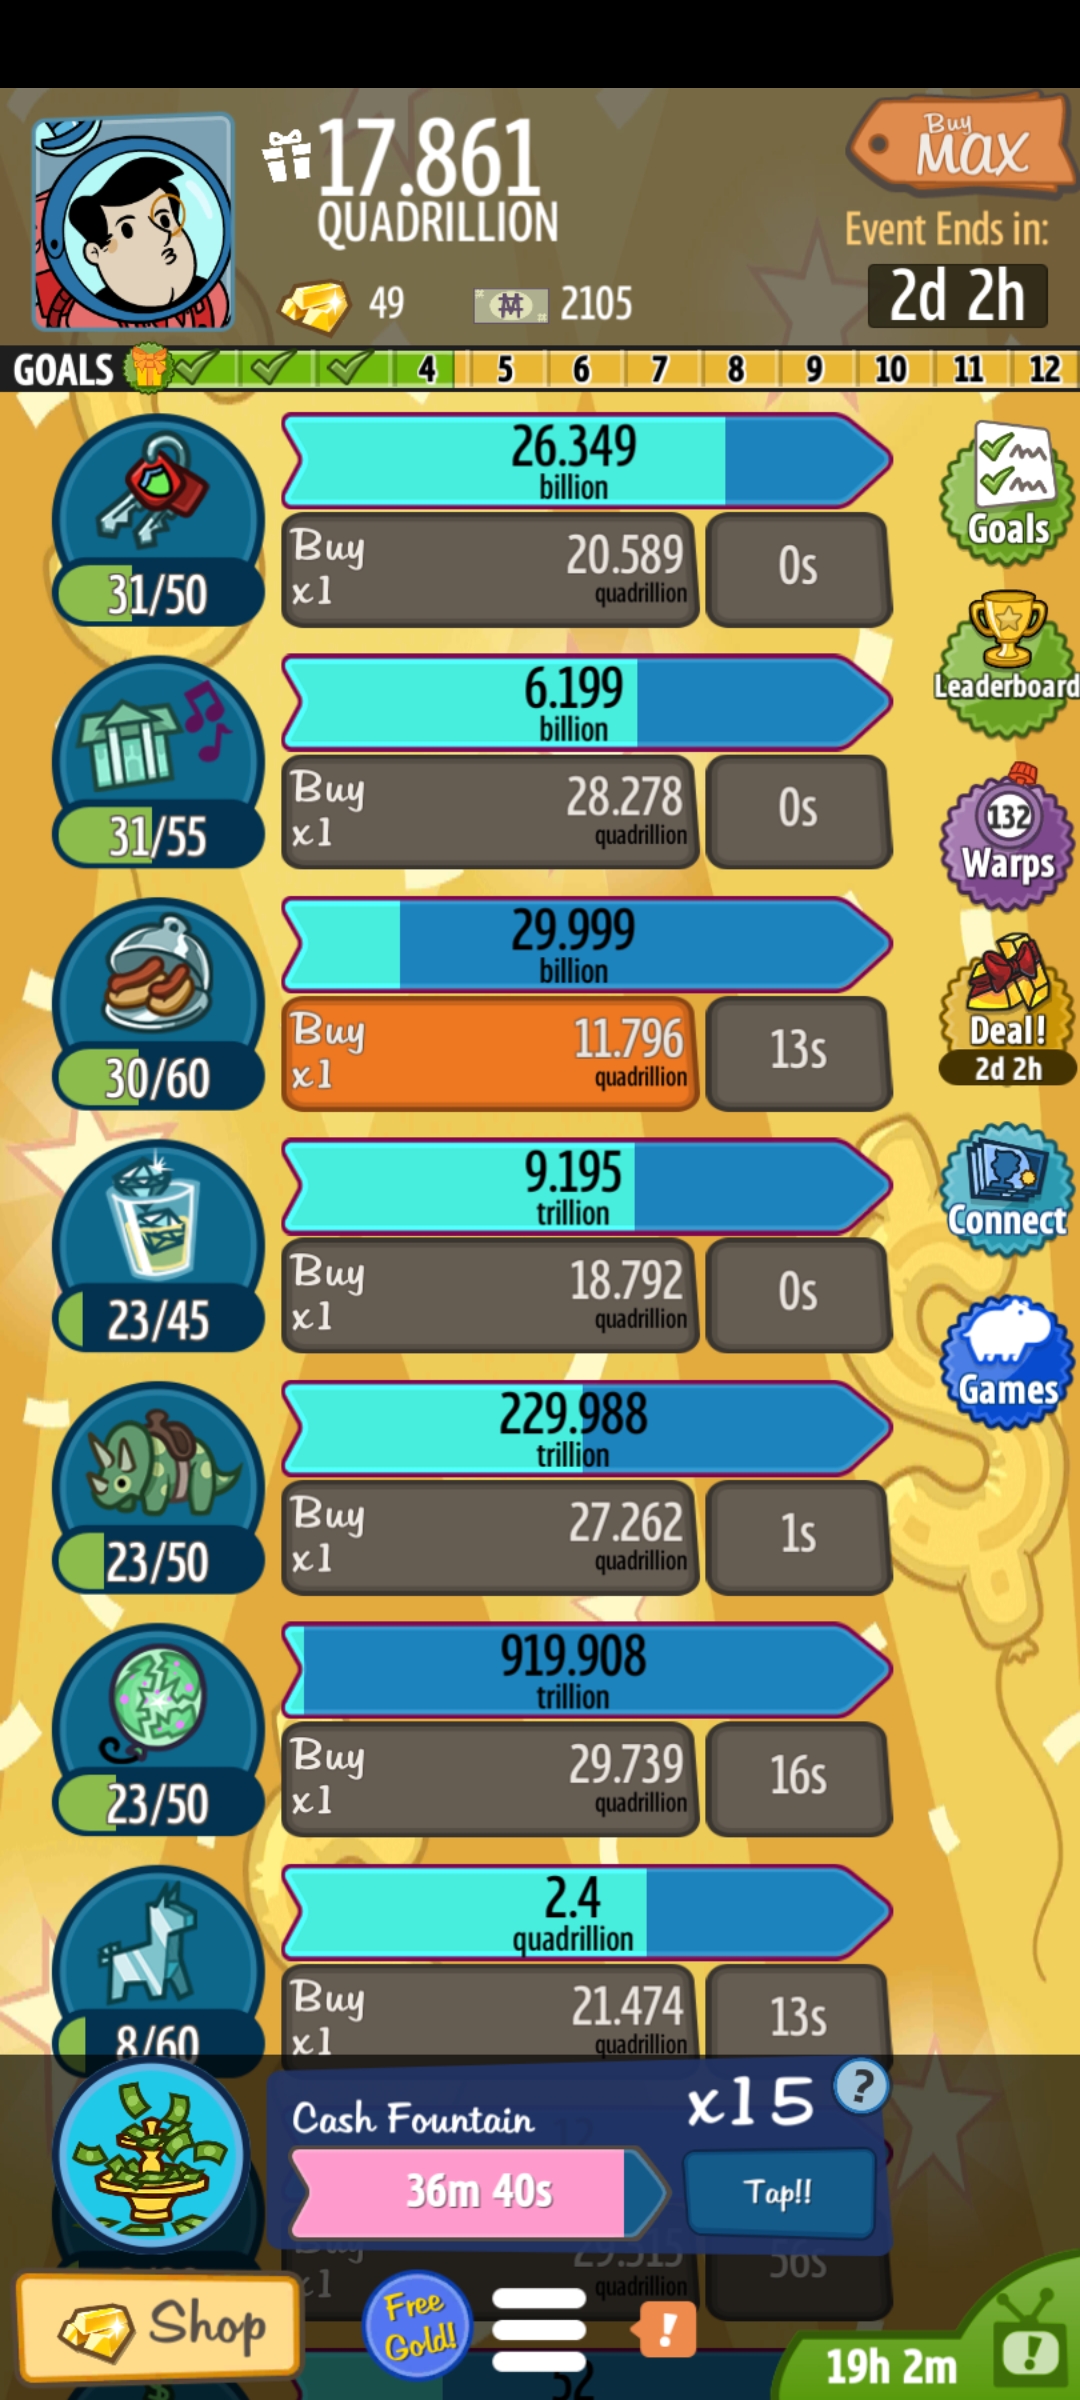 17.861
QUADRILLION
Buy
MAX
Event Ends in:
49
2105
2d 2h
GOALS 4 5 6 7 8 9 10 11 12
26.349
billion
31/50
Buy
x1
20.589
quadrillion
0s
Goals
Leaderboard
6.199
billion
31/55
Buy
x1
28.278
quadrillion
0s
132
Warps
29.999
billion
30/60
Buy
x1
11.796
quadrillion
13s
Deal!
2d 2h
9.195
trillion
23/45
Buy
x1
18.792
quadrillion
0s
Connect
229.988
trillion
23/50
Buy
x1
27.262
quadrillion
1s
Games
919.908
trillion
23/50
Buy
x1
29.739
quadrillion
16s
2.4
quadrillion
8/60
Buy
x1
21.474
quadrillion
13s
Cash Fountain
x15
?
36m 40s
Tap!!
Buy
x1
quadrillion
56s
Shop
Free
Gold!
!
19h 2m
!